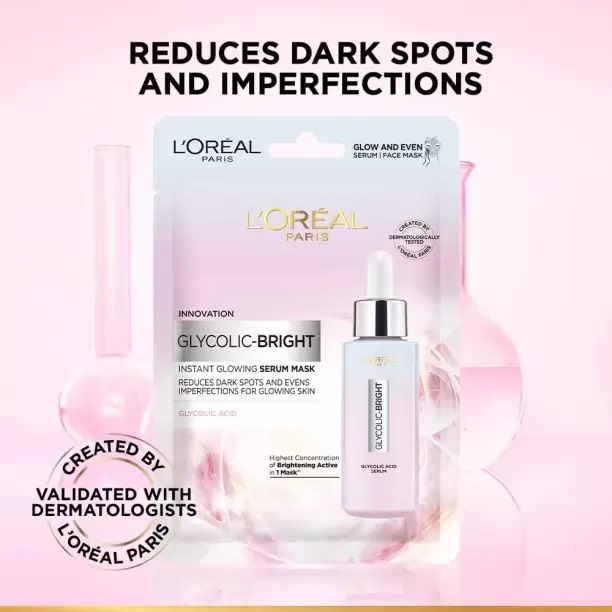 REDUCES DARK SPOTS
AND IMPERFECTIONS
L'ORÉAL
PARIS
GLOW AND EVEN
SERUM | FACE MASK
L'ORÉAL
PARIS
CREATED BY
DERMATOLOGICALLY
TESTED
L'ORÉAL PARIS
INNOVATION
GLYCOLIC-BRIGHT
INSTANT GLOWING SERUM MASK
REDUCES DARK SPOTS AND EVENS
IMPERFECTIONS FOR GLOWING SKIN
GLYCOLIC ACID
Highest Concentration
of Brightening Active
in 1 Mask*
L'ORÉAL
PARIS
GLYCOLIC-BRIGHT
GLYCOLIC ACID
SERUM
CREATED BY
VALIDATED WITH
DERMATOLOGISTS
L'ORÉAL PARIS